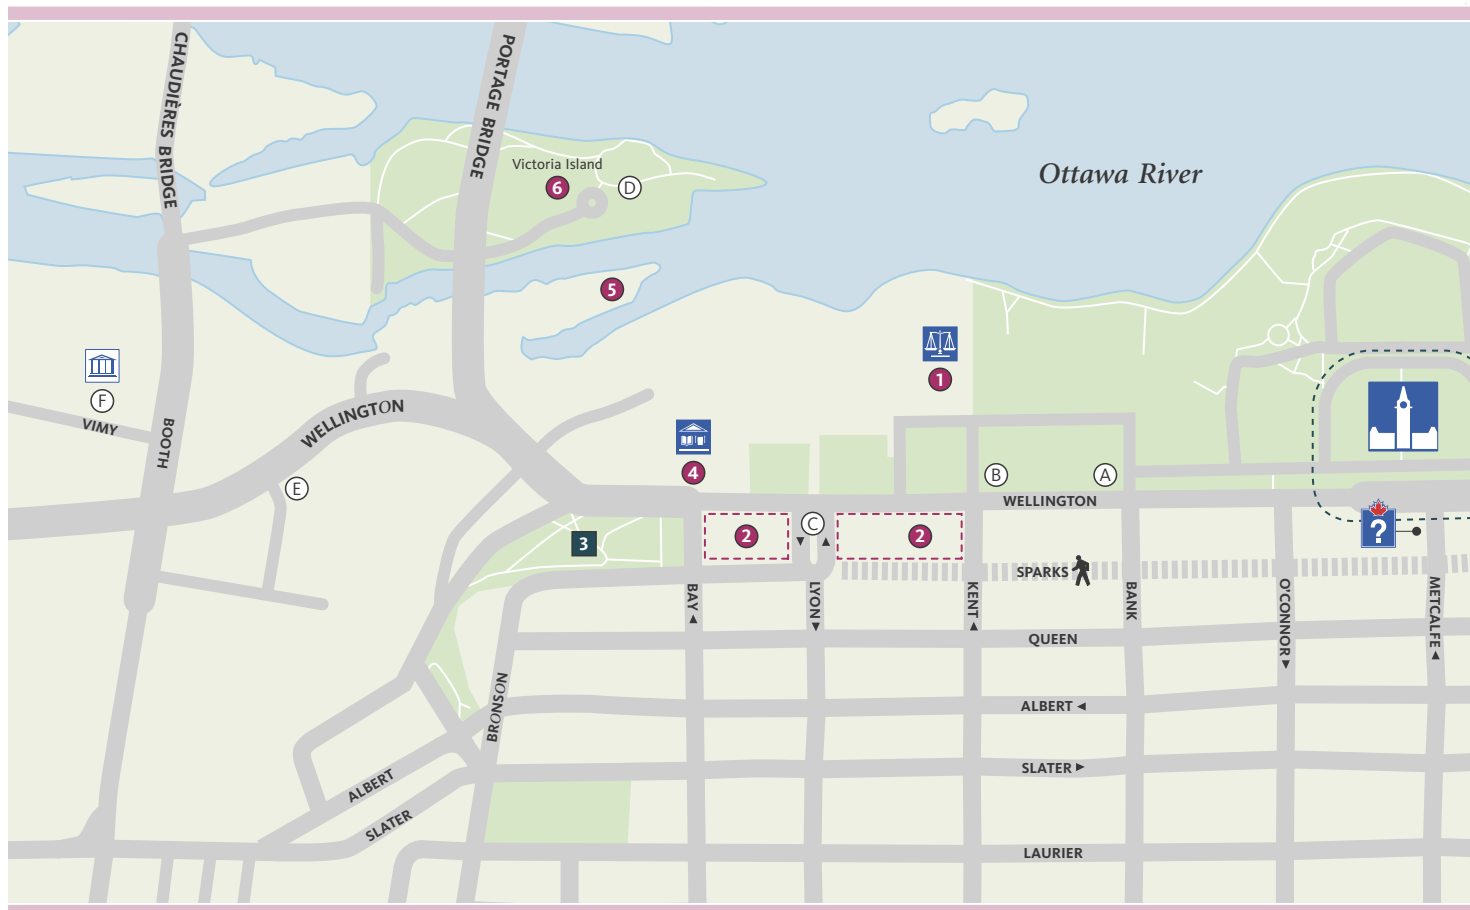 CHAUDIÈRES BRIDGE
PORTAGE BRIDGE
Victoria Island
6
D
Ottawa River
5
1
F
VIMY
BOOTH
WELLINGTON
4
E
B
A
WELLINGTON
C
2
2
3
?
SPARKS
BAY
LYON
KENT
BANK
O'CONNOR
METCALFE
QUEEN
BRONSON
ALBERT
SLATER
ALBERT
SLATER
LAURIER